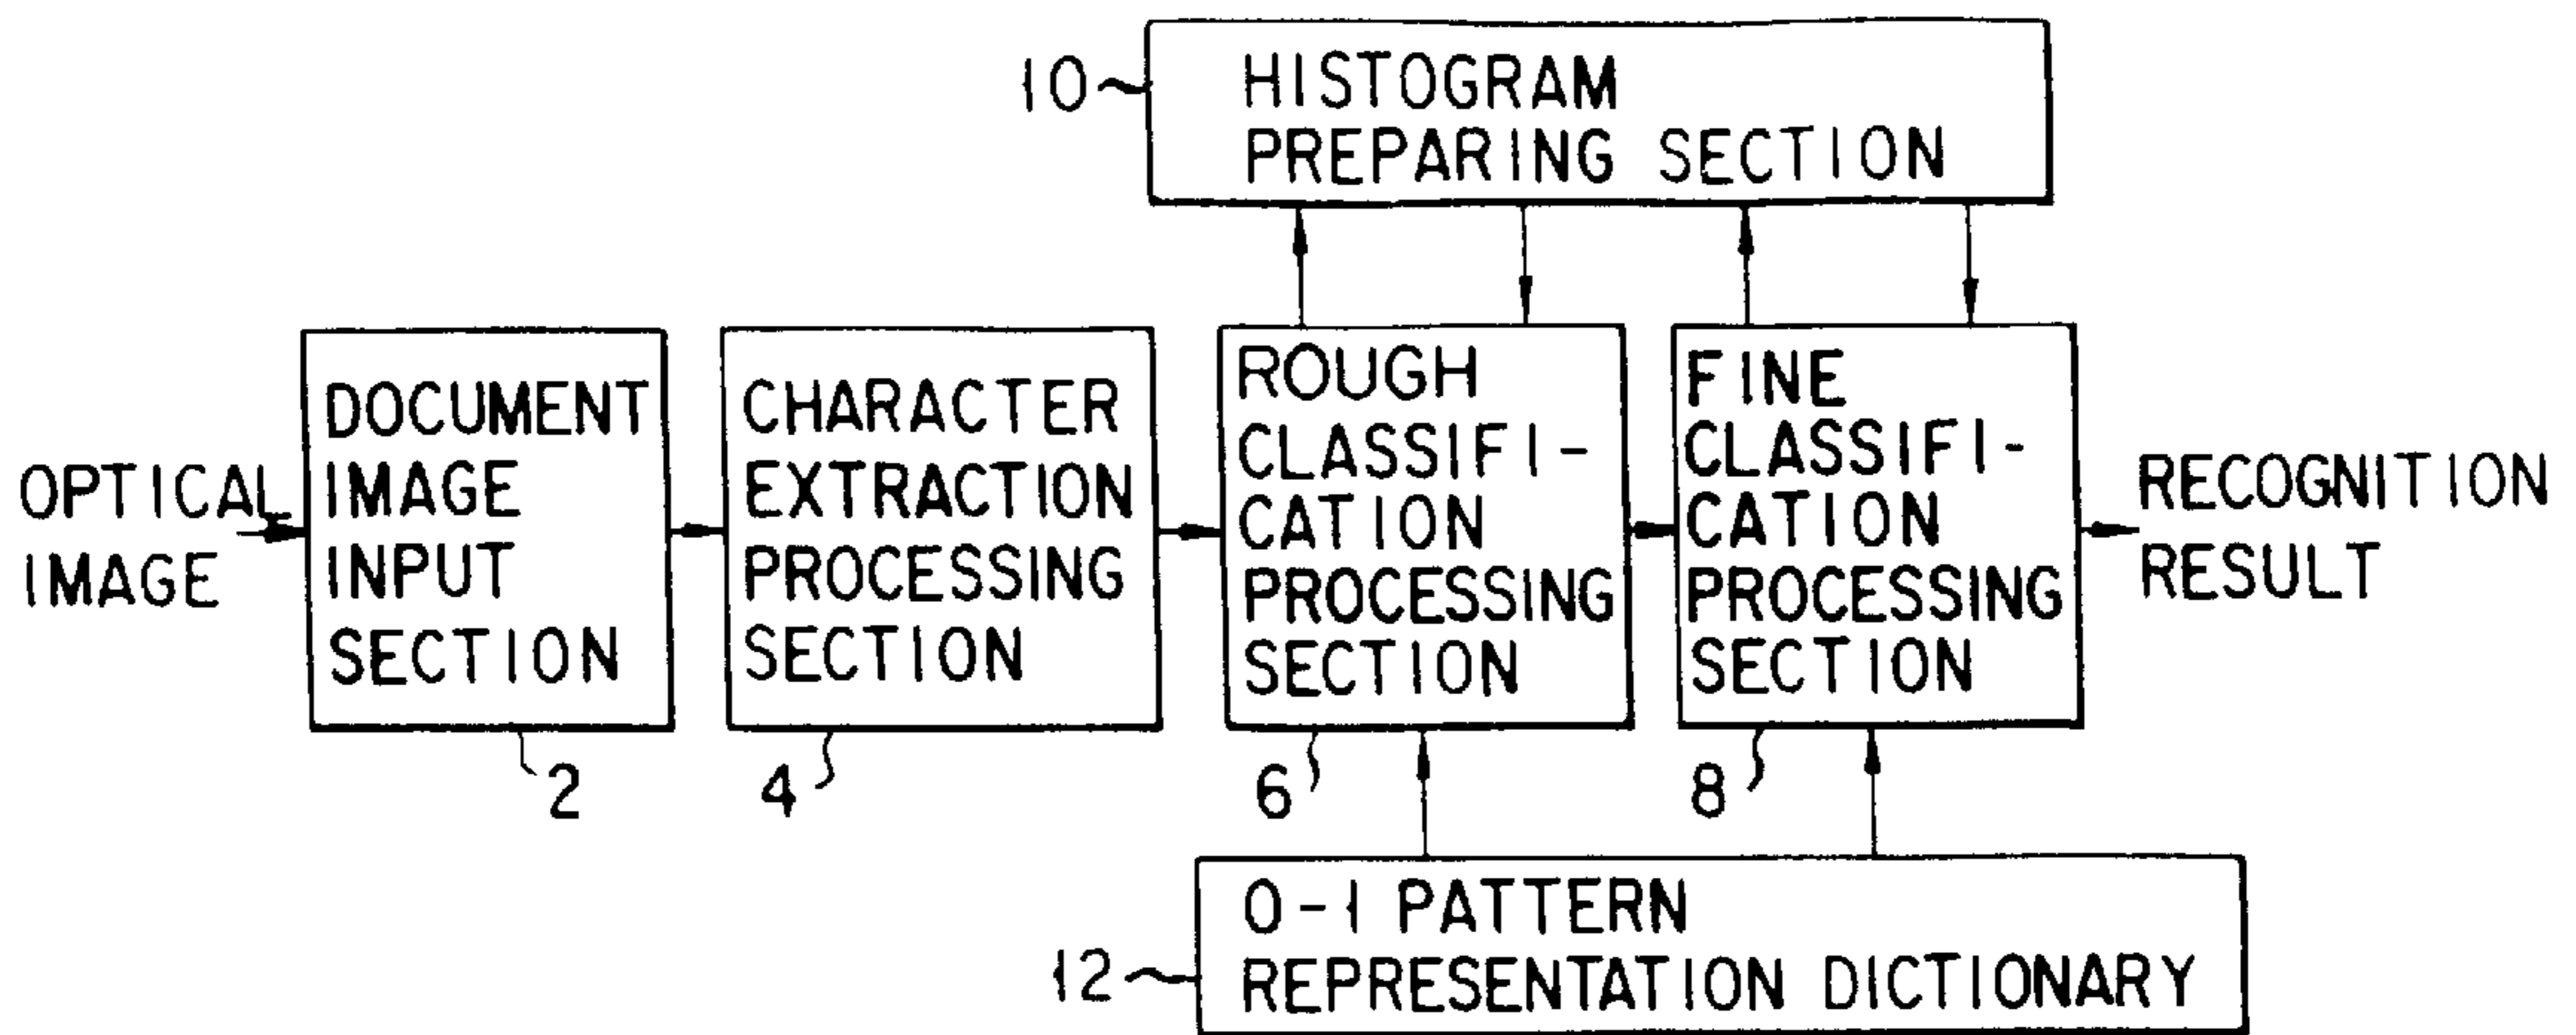 10
HISTOGRAM
PREPARING SECTION
OPTICAL
IMAGE
DOCUMENT
IMAGE
INPUT
SECTION
2
CHARACTER
EXTRACTION
PROCESSING
SECTION
4
ROUGH
CLASSIFI-
CATION
PROCESSING
SECTION
6
FINE
CLASSIFI-
CATION
PROCESSING
SECTION
8
RECOGNITION
RESULT
12
0-1 PATTERN
REPRESENTATION DICTIONARY